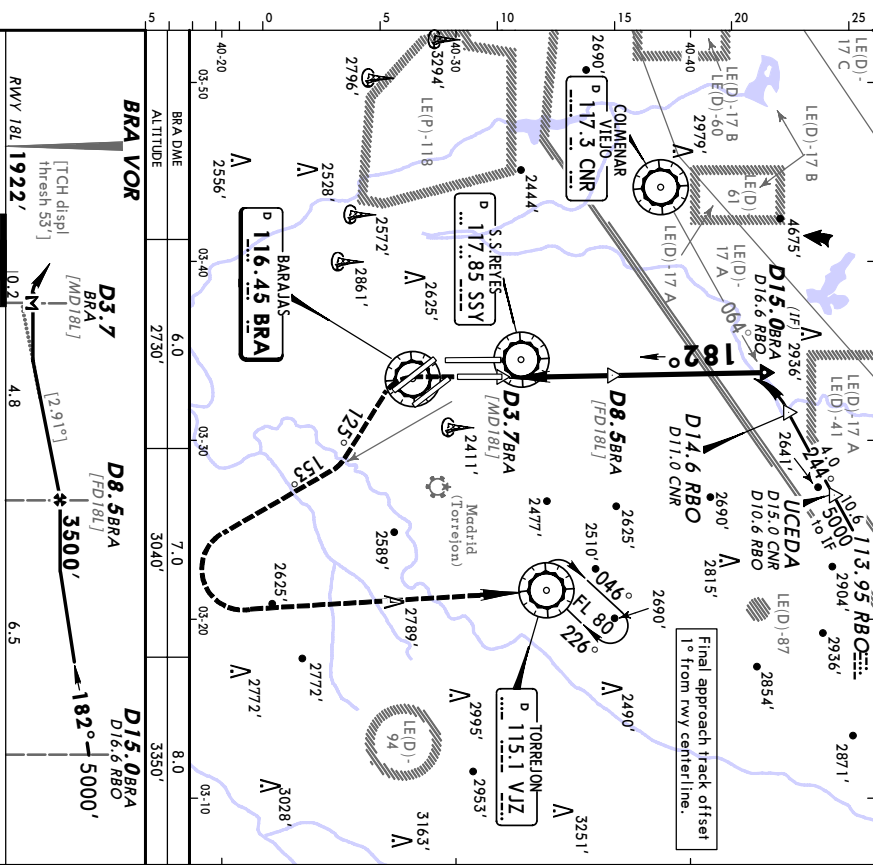 5
0
5
10
15
20
25
03-50
03-40
03-30
03-20
03-10
40-20
40-30
40-40
LE(D)-
17 C
LE(D)-17 B
LE(D)-60
LE(D)-17 B
LE(D)
61
LE(D)-17 A
LE(D)-
17 A
LE(D)-17 A
LE(D)-41
LE(P)-118
LE(D)-87
LE(D)-
94
3294'
2796'
2690'
2979'
4675'
2444'
2556'
2528'
2572'
2861'
2625'
2936'
2641'
2411'
2477'
2625'
2690'
2815'
2510'
2690'
2589'
2625'
2789'
2772'
2772'
2995'
2953'
2490'
3028'
3163'
3251'
2904'
2936'
2854'
2871'
COLMENAR
VIEJO
D 117.3 CNR
S.S.REYES
D 117.85 SSY
BARAJAS
D 116.45 BRA
TORREJON
D 115.1 VJZ
113.95 RBO
Madrid
(Torrejon)
064°
182°
D15.0BRA
D16.6 RBO
(IF)
D3.7BRA
[MD18L]
D8.5BRA
[FD18L]
D14.6 RBO
D11.0 CNR
UCEDA
D15.0 CNR
D10.6 RBO
244°
4.0
10.6
5000
to IF
125°
153°
046°
FL 80
226°
Final approach track offset
1° from rwy centerline.
BRA DME
6.0
7.0
8.0
ALTITUDE
2730'
3040'
3350'
BRA VOR
D3.7
BRA
[MD18L]
D8.5BRA
[FD18L]
D15.0BRA
D16.6 RBO
[TCH displ
thresh 53']
M
[2.91°]
3500'
182°
5000'
RWY 18L 1922'
0.2
4.8
6.5